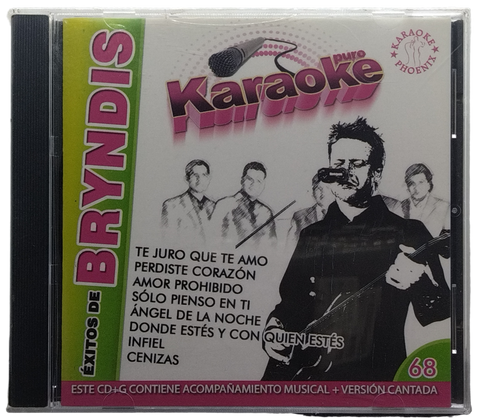 ÉXITOS DE
BRYNDIS
puro
Karaoke
KARAOKE
PHOENIX
TE JURO QUE TE AMO
PERDISTE CORAZÓN
AMOR PROHIBIDO
SÓLO PIENSO EN TI
ÁNGEL DE LA NOCHE
DONDE ESTÉS Y CON QUIEN ESTÉS
INFIEL
CENIZAS
68
ESTE CD+G CONTIENE ACOMPAÑAMIENTO MUSICAL + VERSIÓN CANTADA